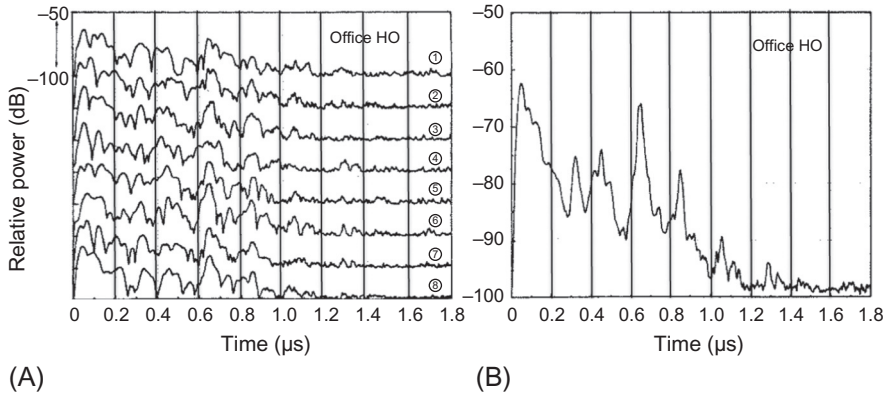 −50
−100
Relative power (dB)
Office HO
①
②
③
④
⑤
⑥
⑦
⑧
0 0.2 0.4 0.6 0.8 1.0 1.2 1.4 1.6 1.8
Time (μs)
(A)
−50
−60
−70
−80
−90
−100
Office HO
0 0.2 0.4 0.6 0.8 1.0 1.2 1.4 1.6 1.8
Time (μs)
(B)